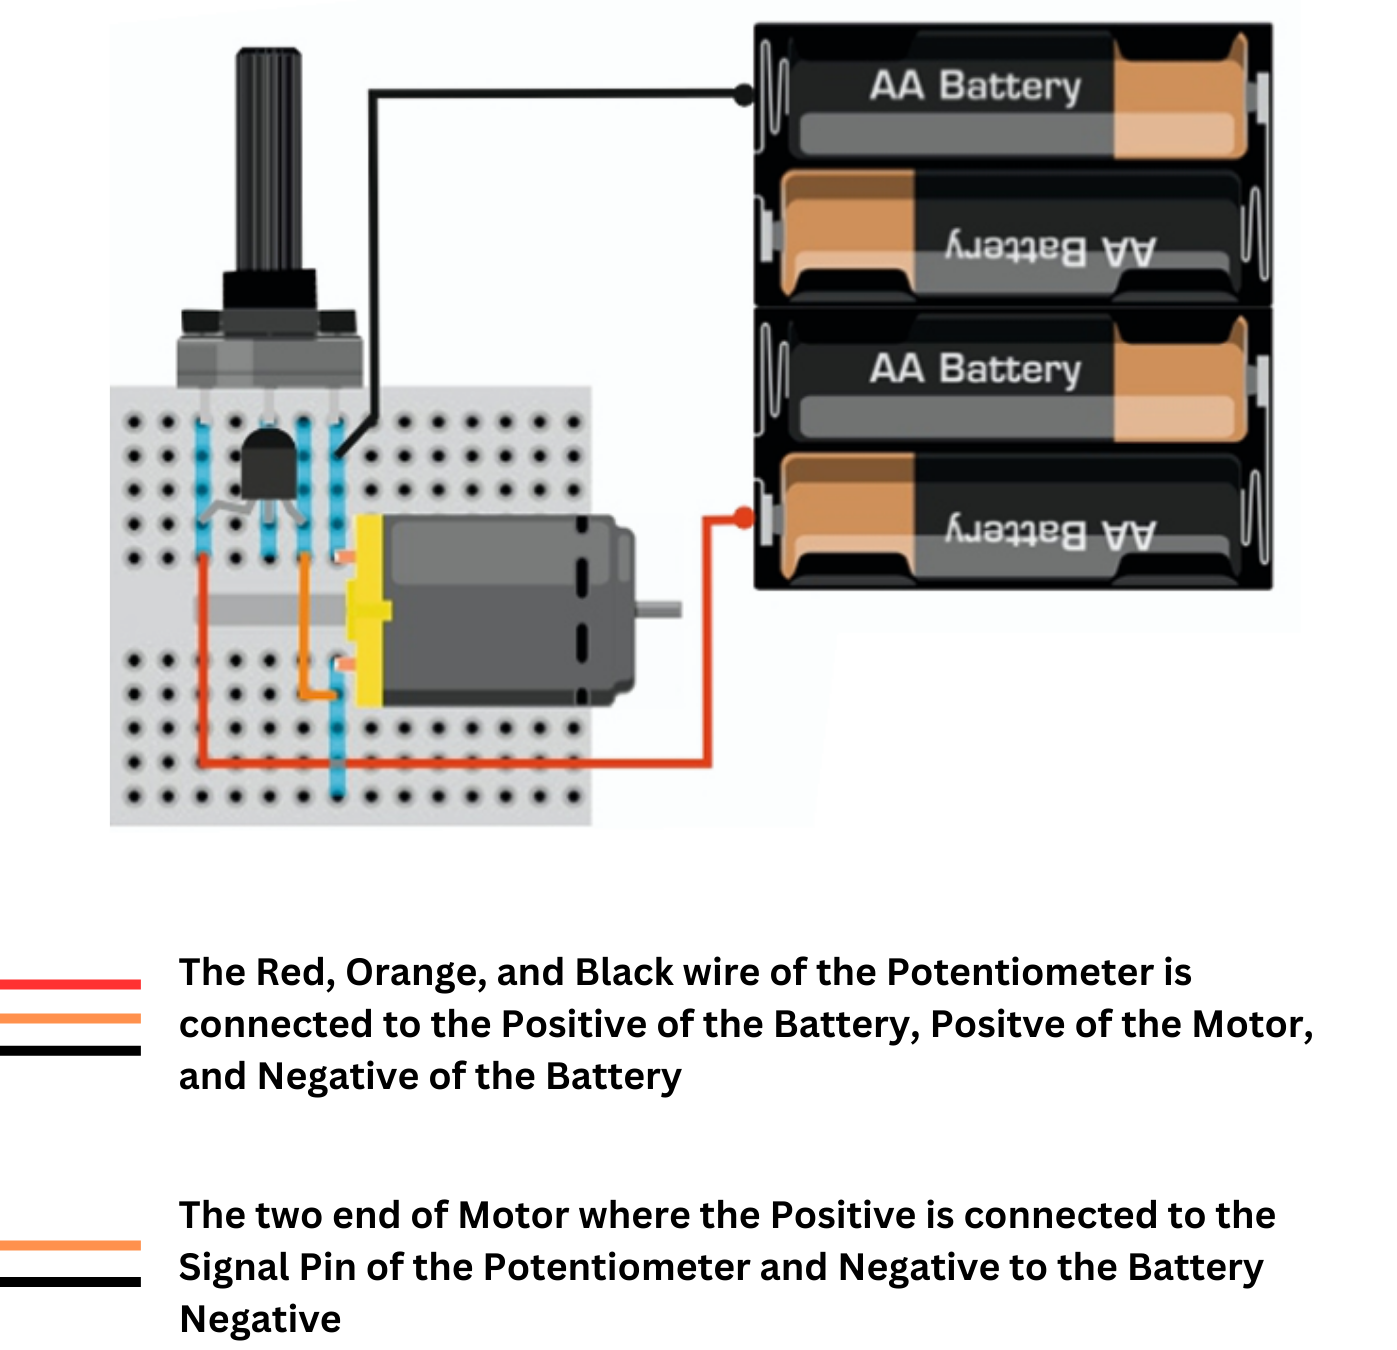 AA Battery
AA Battery
AA Battery
AA Battery
The Red, Orange, and Black wire of the Potentiometer is
connected to the Positive of the Battery, Positve of the Motor,
and Negative of the Battery
The two end of Motor where the Positive is connected to the
Signal Pin of the Potentiometer and Negative to the Battery
Negative